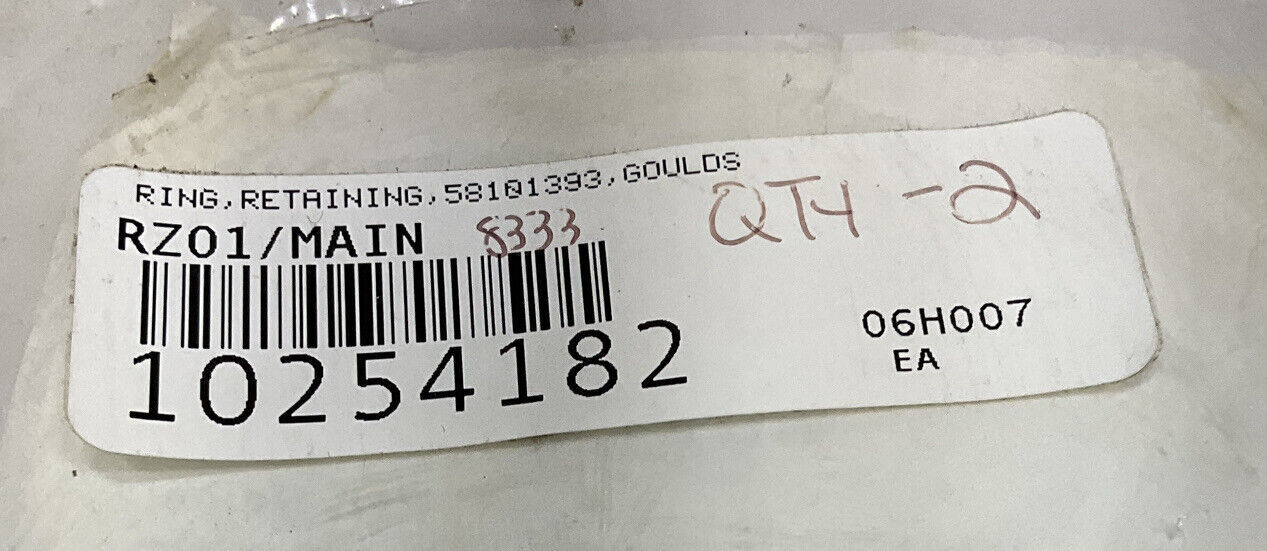 RING,RETAINING,58101393,GOULDS
RZ01/MAIN 8333
QTY -2
10254182
06H007
EA